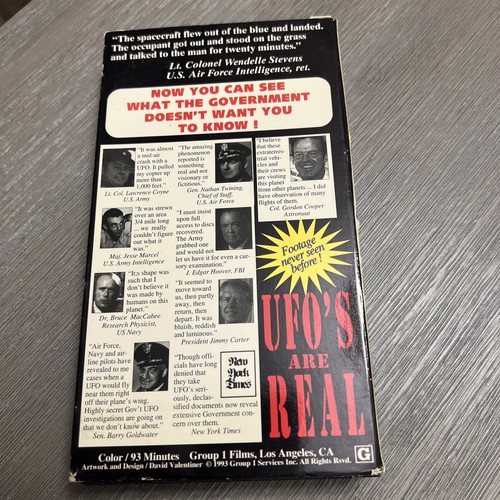 "The spacecraft flew out of the blue and landed.
The occupant got out and stood on the grass
and talked to the man for twenty minutes."
Lt. Colonel Wendelle Stevens
U.S. Air Force Intelligence, ret.
NOW YOU CAN SEE
WHAT THE GOVERNMENT
DOESN'T WANT YOU
TO KNOW !
"It was almost
a mid-air
crash with a
UFO. It pulled
my copter up
more than
1,000 feet."
Lt. Col. Lawrence Coyne
U.S. Army
"The amazing
phenomenon
reported is
something
real and not
visionary or
fictitious."
Gen. Nathan Twining,
Chief of Staff,
U.S. Air Force
"I believe
that these
extraterres-
trial vehic-
les and
their crews
are visiting
this planet
from other planets ... I did
have observation of many
flights of them.
Col. Gordon Cooper
Astronaut
"It was strewn
over an area
3/4 mile long
... we really
couldn't figure
out what it
was."
Maj. Jesse Marcel
U.S. Army Intelligence
"I must insist
upon full
access to discs
recovered.
The Army
grabbed one
and would not
let us have it for even a cur-
sory examination."
J. Edgar Hoover, FBI
"Its shape was
such that I
don't believe it
was made by
humans on this
planet."
Dr, Bruce MacCabee
Research Physicist,
US Navy
"It seemed to
move toward
us, then partly
away, then
return, then
depart. It was
bluish, reddish
and luminous."
President Jimmy Carter
"Air Force,
Navy and air-
line pilots have
revealed to me
cases when a
UFO would fly
near them right
off their plane's wing.
Highly secret Gov't UFO
investigations are going on
that we don't know about."
Sen. Barry Goldwater
"Though offi-
cials have long
denied that
they take
UFO's seri-
ously, declas-
sified documents now reveal
extensive Government con-
cern over them.
New York Times
New
York
Times
Footage
never seen
before !
UFO'S
ARE
REAL
Color / 93 Minutes Group 1 Films, Los Angeles, CA
Artwork and Design / David Valentiner © 1993 Group 1 Services Inc. All Rights Rsvd.
G